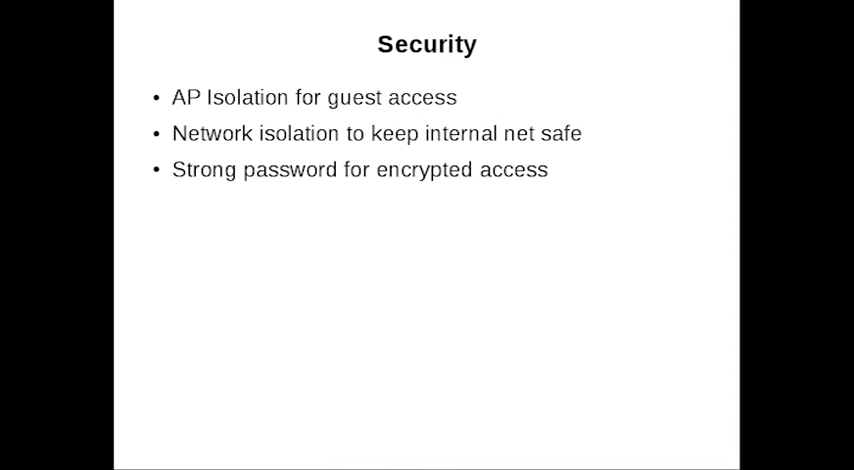 Security
• AP Isolation for guest access
• Network isolation to keep internal net safe
• Strong password for encrypted access